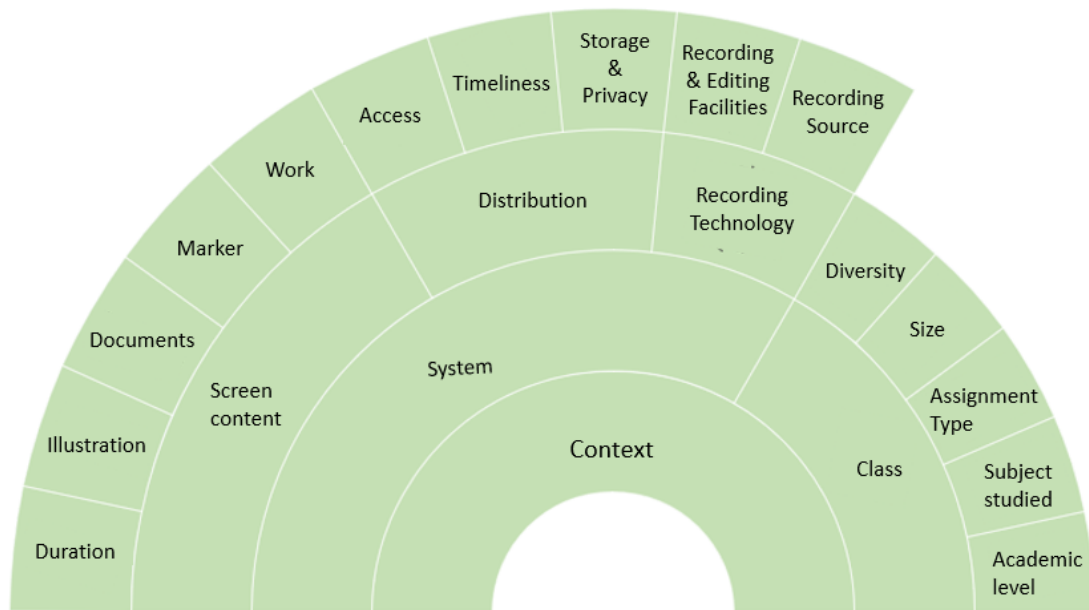 Storage
&
Privacy
Recording
& Editing
Facilities
Timeliness
Recording
Source
Access
Work
Distribution
Recording
Technology
Marker
Diversity
Documents
Size
System
Screen
content
Assignment
Type
Illustration
Context
Class
Subject
studied
Duration
Academic
level